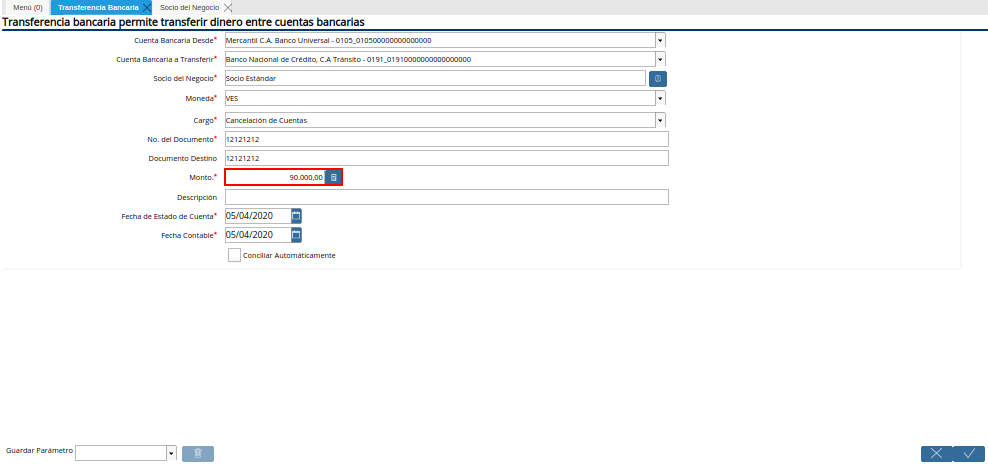 Menú (0) Transferencia Bancaria Socio del Negocio
Transferencia bancaria permite transferir dinero entre cuentas bancarias
Cuenta Bancaria Desde* Mercantil C.A. Banco Universal - 0105_010500000000000000
Cuenta Bancaria a Transferir* Banco Nacional de Crédito, C.A Tránsito - 0191_01910000000000000000
Socio del Negocio* Socio Estándar
Moneda* VES
Cargo* Cancelación de Cuentas
No. del Documento* 12121212
Documento Destino 12121212
Monto.* 90.000,00
Descripción
Fecha de Estado de Cuenta* 05/04/2020
Fecha Contable* 05/04/2020
Conciliar Automáticamente
Guardar Parámetro